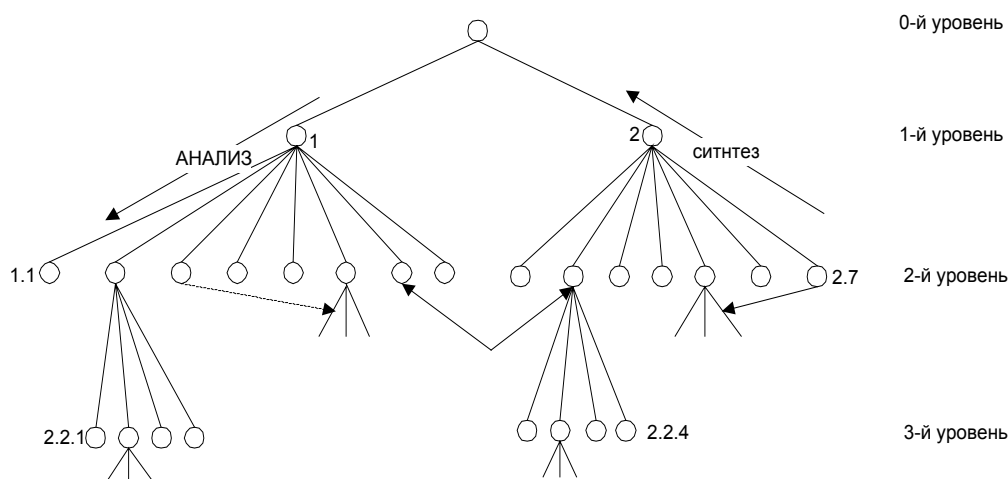 0-й уровень
1
2
1-й уровень
АНАЛИЗ
ситнтез
1.1
2.7
2-й уровень
2.2.1
2.2.4
3-й уровень